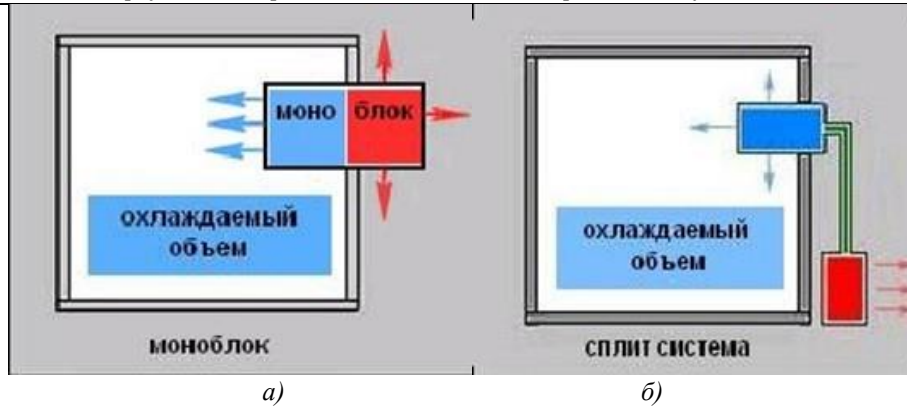 моно блок
охлаждаемый
объем
моноблок
а)
охлаждаемый
объем
сплит система
б)